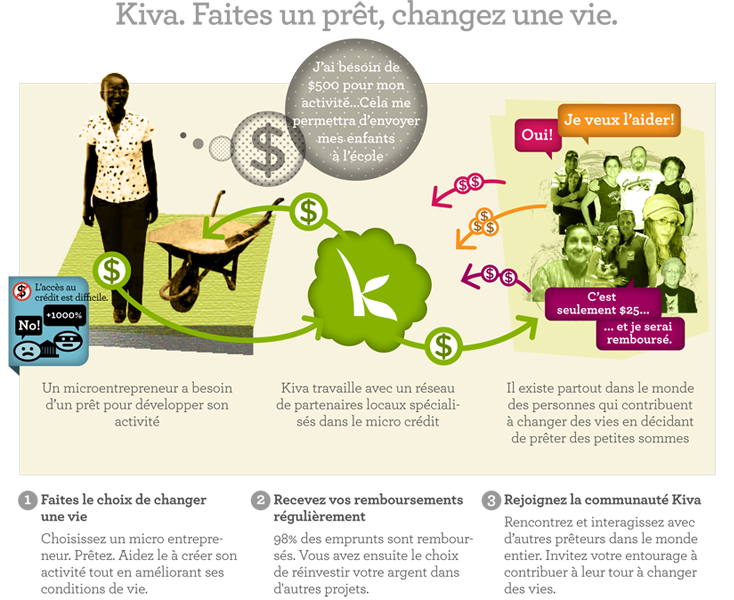 Kiva. Faites un prêt, changez une vie.
J'ai besoin de
$500 pour mon
activité...Cela me
permettra d'envoyer
mes enfants
à l'école
$
Oui!
Je veux l'aider!
$ $
$
$ $
$ $
$
$
$
k
C'est
seulement $25...
... et je serai
remboursé.
$ L'accès au
crédit est difficile.
No!
+1000%
Un microentrepreneur a besoin
d'un prêt pour développer son
activité
Kiva travaille avec un réseau
de partenaires locaux spéciali-
sés dans le micro crédit
Il existe partout dans le monde
des personnes qui contribuent
à changer des vies en décidant
de prêter des petites sommes
1 Faites le choix de changer
une vie
Choisissez un micro entrepre-
neur. Prêtez. Aidez le à créer son
activité tout en améliorant ses
conditions de vie.
2 Recevez vos remboursements
régulièrement
98% des emprunts sont rembour-
sés. Vous avez ensuite le choix
de réinvestir votre argent dans
d'autres projets.
3 Rejoignez la communauté Kiva
Rencontrez et interagissez avec
d'autres prêteurs dans le monde
entier. Invitez votre entourage à
contribuer à leur tour à changer
des vies.